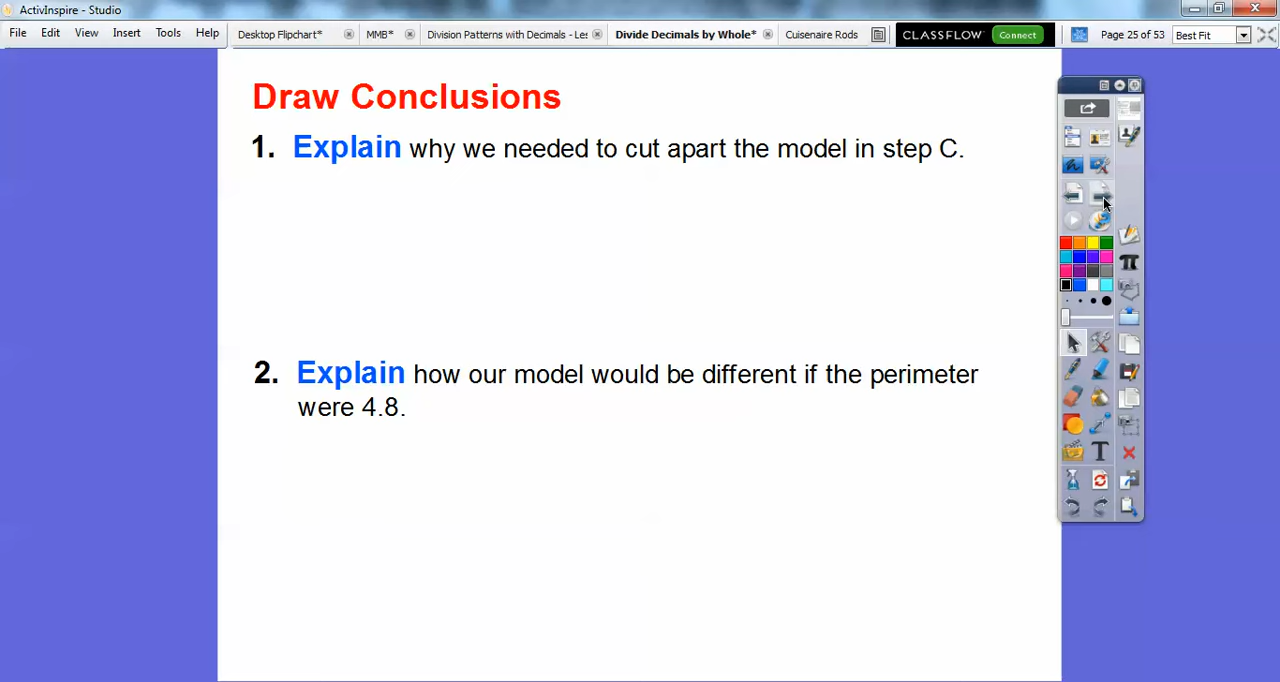 ActivInspire - Studio
File Edit View Insert Tools Help Desktop Flipchart* MMB* Division Patterns with Decimals - Les Divide Decimals by Whole* Cuisenaire Rods CLASSFLOW Connect Page 25 of 53 Best Fit
Draw Conclusions
1. Explain why we needed to cut apart the model in step C.
2. Explain how our model would be different if the perimeter
were 4.8.